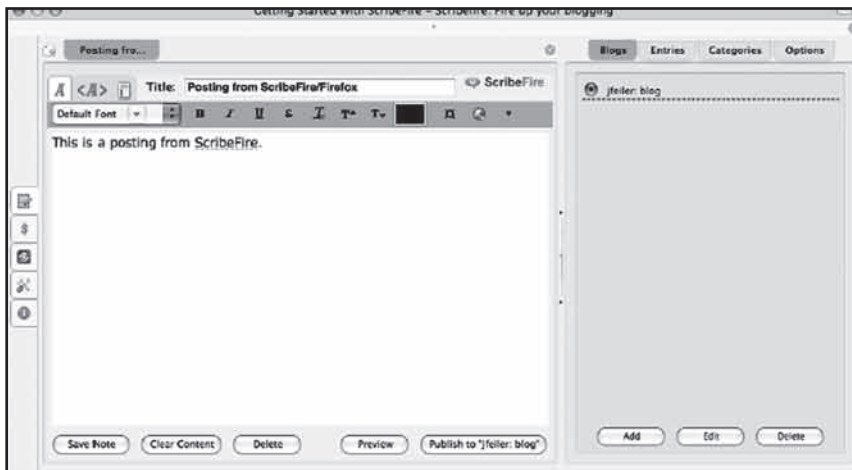 Getting Started with ScribeFire – ScribeFire: Fire up your blogging
Posting fro...
Blogs Entries Categories Options
A <A> Title: Posting from ScribeFire/Firefox ScribeFire
jfeiler: blog
Default Font B I U S T T T
This is a posting from ScribeFire.
$
Save Note Clear Content Delete Preview Publish to "jfeiler: blog"
Add Edit Delete